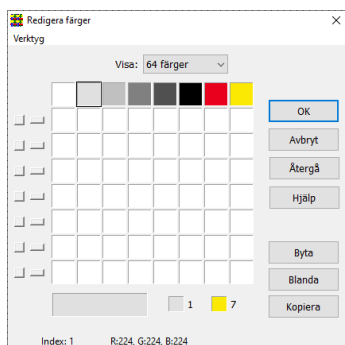 Redigera färger
Verktyg
Visa: 64 färger
OK
Avbryt
Återgå
Hjälp
Byta
Blanda
Kopiera
1 7
Index: 1 R:224, G:224, B:224